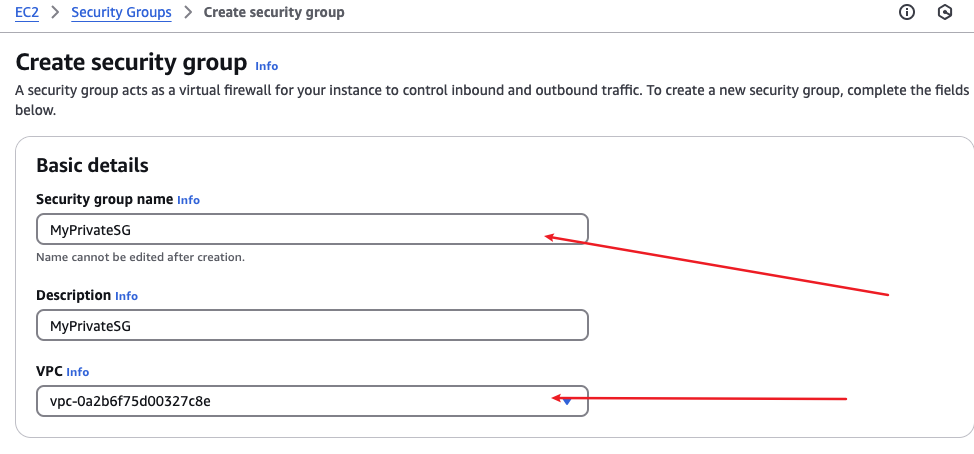 EC2 > Security Groups > Create security group
Create security group Info
A security group acts as a virtual firewall for your instance to control inbound and outbound traffic. To create a new security group, complete the fields
below.
Basic details
Security group name Info
MyPrivateSG
Name cannot be edited after creation.
Description Info
MyPrivateSG
VPC Info
vpc-0a2b6f75d00327c8e